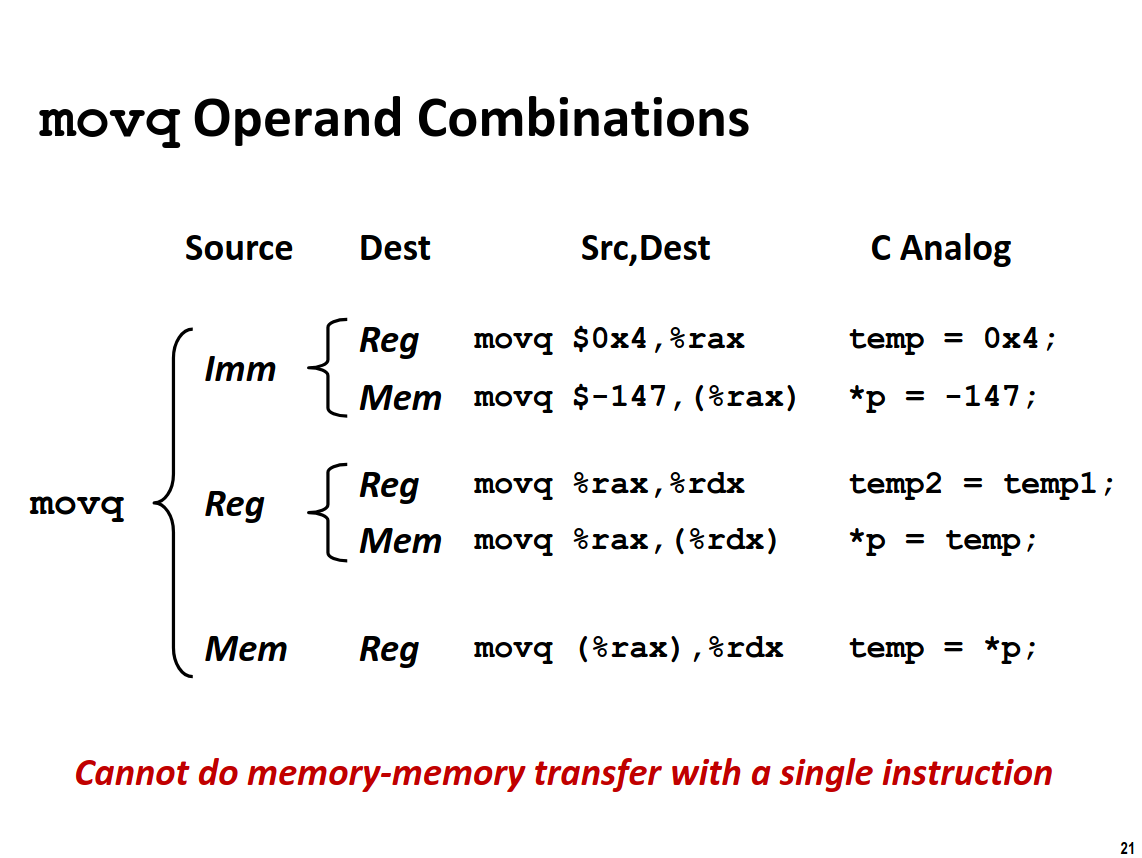 movq Operand Combinations
Source Dest Src,Dest C Analog
Imm
Reg movq $0x4,%rax temp = 0x4;
Mem movq $-147,(%rax) *p = -147;
movq
Reg
Reg movq %rax,%rdx temp2 = temp1;
Mem movq %rax,(%rdx) *p = temp;
Mem Reg movq (%rax),%rdx temp = *p;
Cannot do memory-memory transfer with a single instruction
21